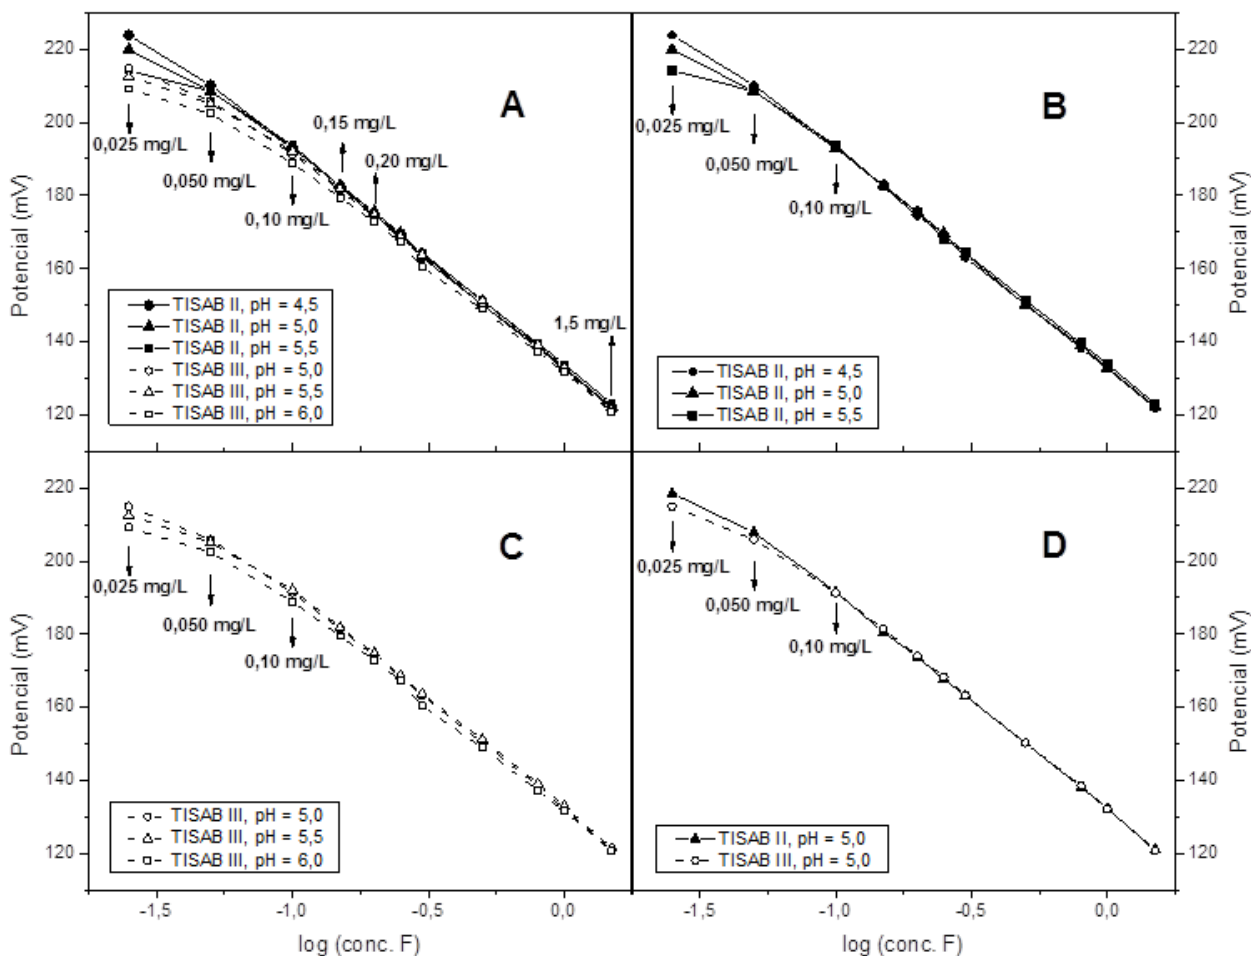 A
B
220
200
180
160
140
120
Potencial (mV)
0,025 mg/L
0,050 mg/L
0,10 mg/L
0,15 mg/L
0,20 mg/L
1,5 mg/L
TISAB II, pH = 4,5
TISAB II, pH = 5,0
TISAB II, pH = 5,5
TISAB III, pH = 5,0
TISAB III, pH = 5,5
TISAB III, pH = 6,0
0,025 mg/L
0,050 mg/L
0,10 mg/L
TISAB II, pH = 4,5
TISAB II, pH = 5,0
TISAB II, pH = 5,5
220
200
180
160
140
120
Potencial (mV)
C
D
220
200
180
160
140
120
Potencial (mV)
0,025 mg/L
0,050 mg/L
0,10 mg/L
TISAB III, pH = 5,0
TISAB III, pH = 5,5
TISAB III, pH = 6,0
-1,5 -1,0 -0,5 0,0
log (conc. F)
0,025 mg/L
0,050 mg/L
0,10 mg/L
TISAB II, pH = 5,0
TISAB III, pH = 5,0
220
200
180
160
140
120
Potencial (mV)
-1,5 -1,0 -0,5 0,0
log (conc. F)